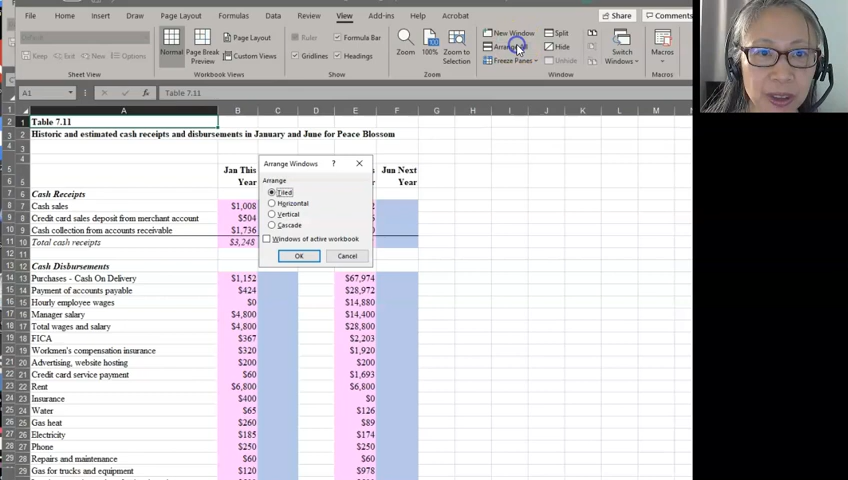 File Home Insert Draw Page Layout Formulas Data Review View Add-ins Help Acrobat Share Comments
Default
Keep Exit New Options
Normal Page Break Preview Page Layout Custom Views
Ruler Formula Bar
Gridlines Headings
Zoom 100% Zoom to Selection
New Window Split
Arrange All Hide
Freeze Panes Unhide
Switch Windows Macros
Workbook Views Show Zoom Window Macros
A1 fx Table 7.11
A B C D E F G H I J K L M N
1 Table 7.11
2 Historic and estimated cash receipts and disbursements in January and June for Peace Blossom
3
4
5 Jan This Year Jun Next Year
6 Cash Receipts
7 Cash sales $1,008
8 Credit card sales deposit from merchant account $504
9 Cash collection from accounts receivable $1,736
10 Total cash receipts $3,248
11
12 Cash Disbursements
13 Purchases - Cash On Delivery $1,152 $67,974
14 Payment of accounts payable $424 $28,972
15 Hourly employee wages $0 $14,880
16 Manager salary $4,800 $14,400
17 Total wages and salary $4,800 $28,800
18 FICA $367 $2,203
19 Workmen's compensation insurance $320 $1,920
20 Advertising, website hosting $200 $200
21 Credit card service payment $60 $1,693
22 Rent $6,800 $6,800
23 Insurance $400 $0
24 Water $65 $126
25 Gas heat $260 $89
26 Electricity $185 $174
27 Phone $250 $250
28 Repairs and maintenance $60 $60
29 Gas for trucks and equipment $120 $978
Arrange Windows ?
Arrange
Tiled
Horizontal
Vertical
Cascade
Windows of active workbook
OK Cancel